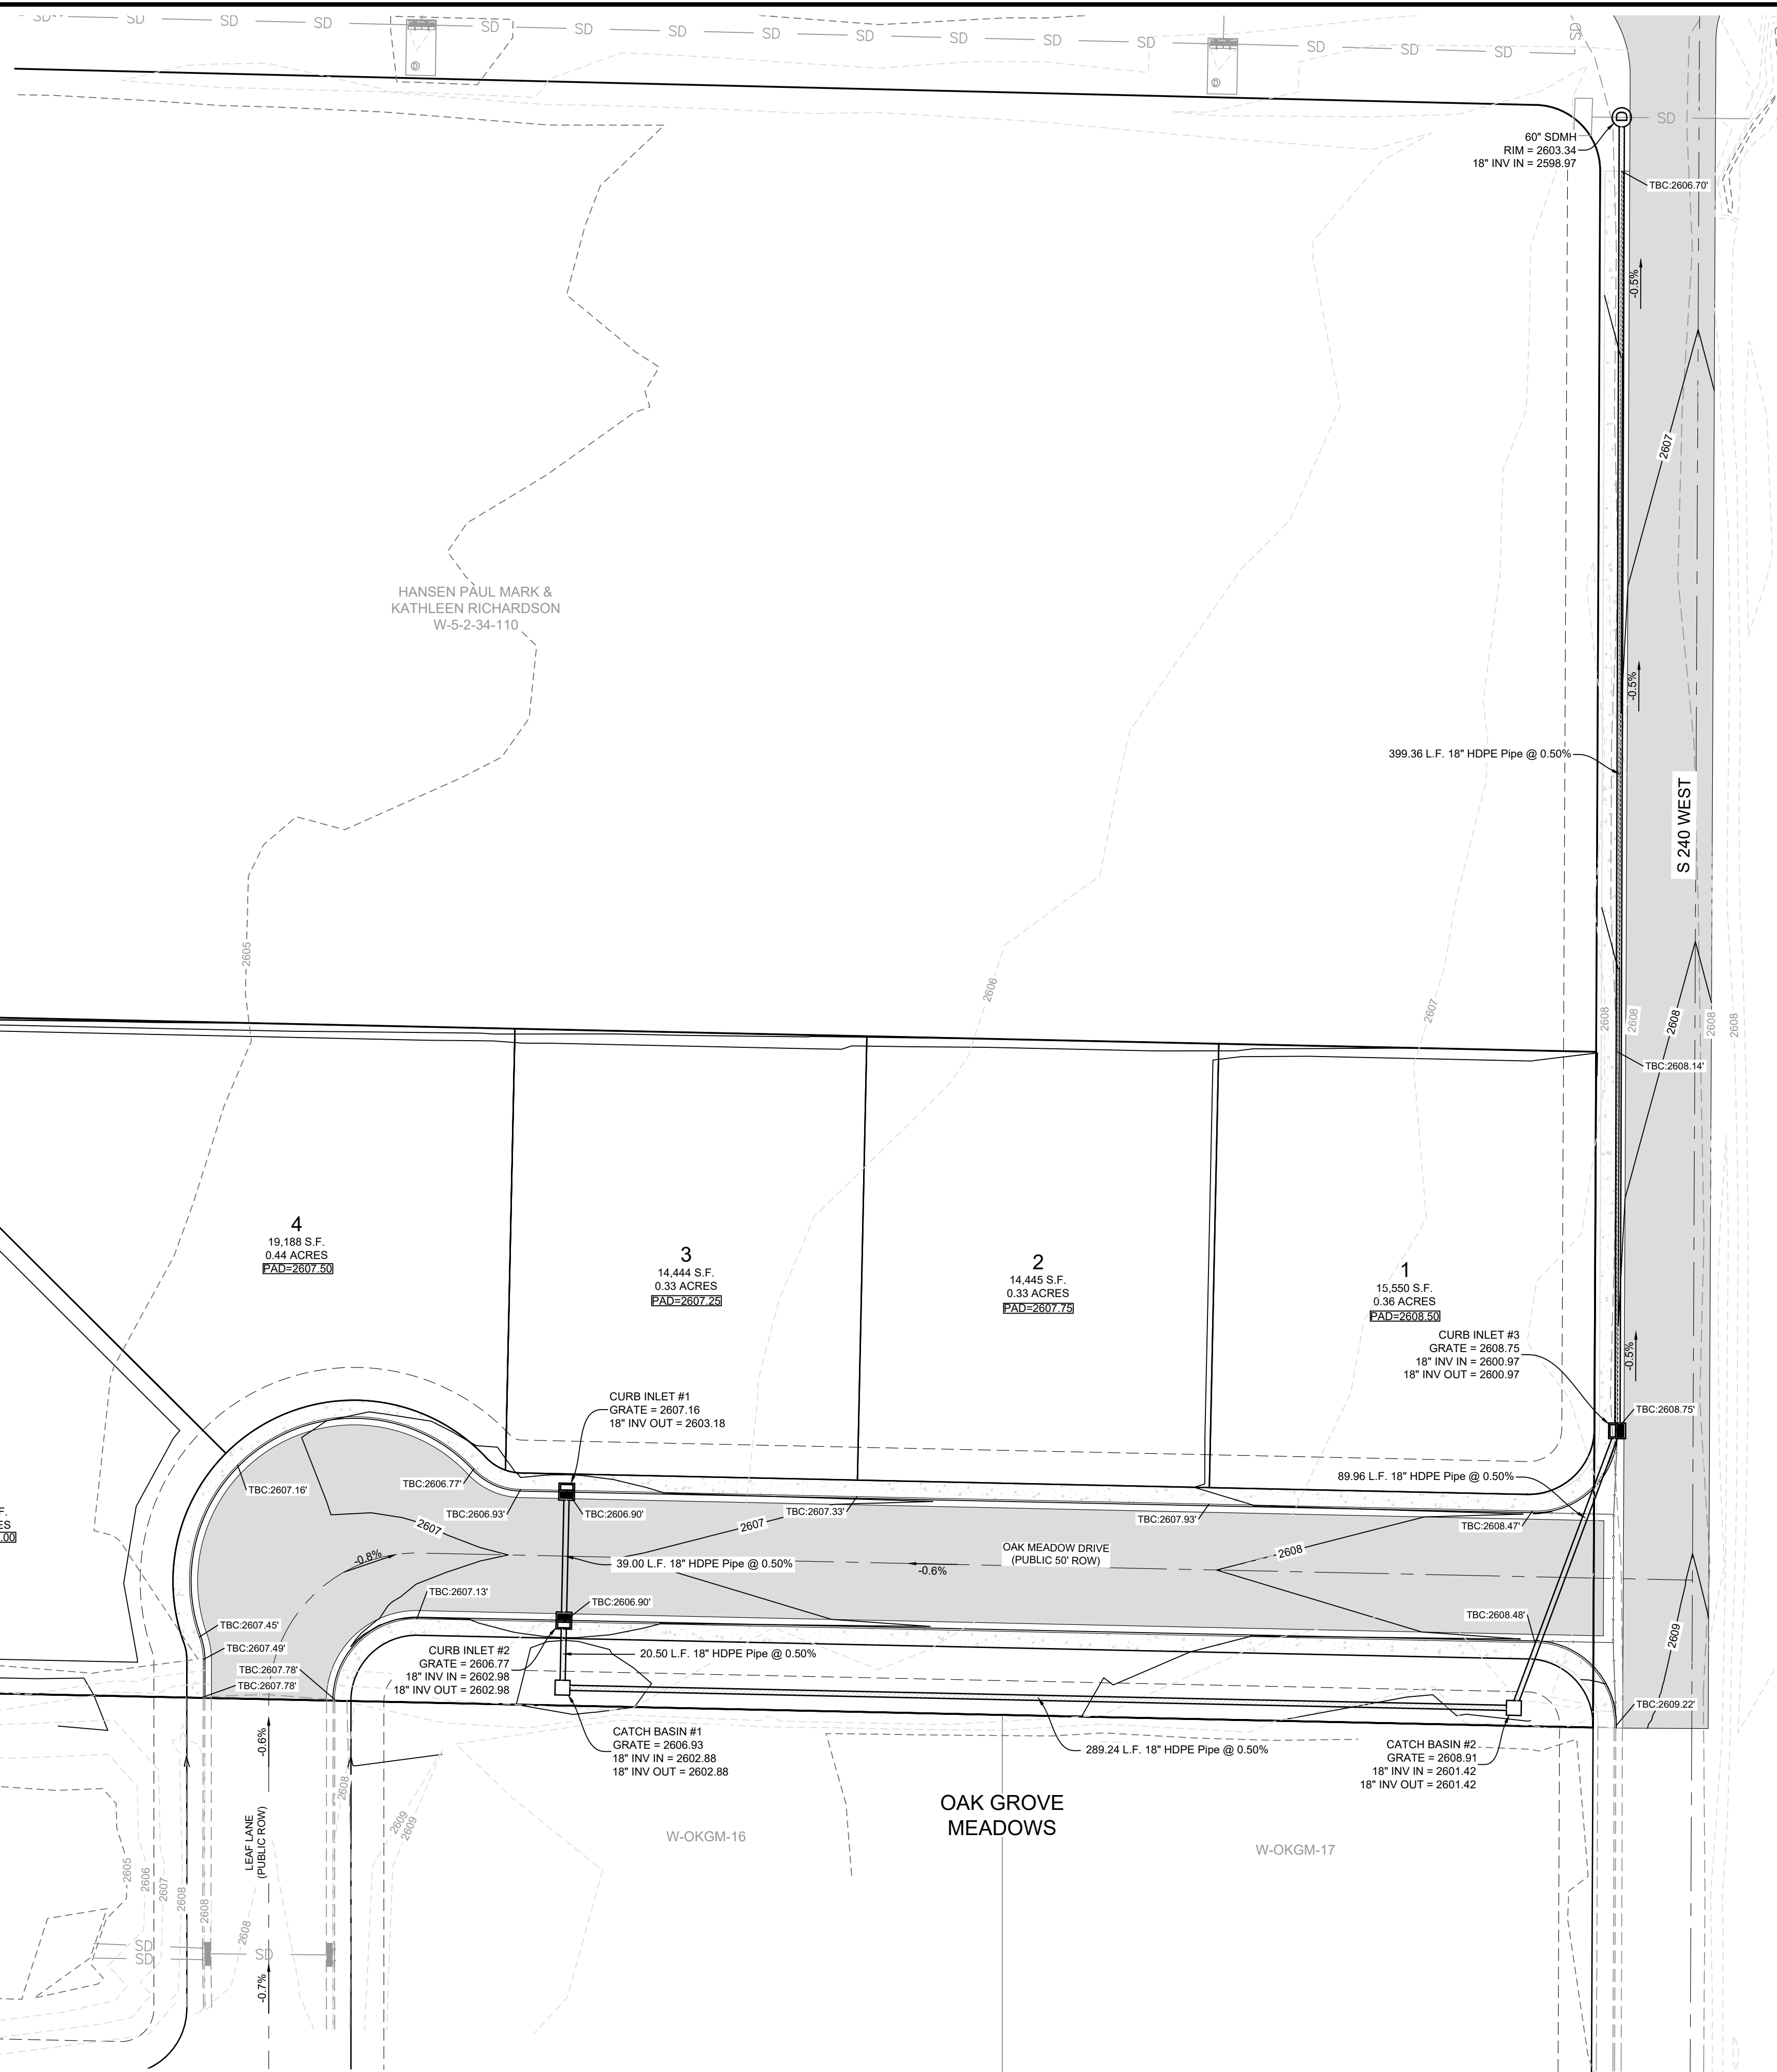 SD SD SD SD SD SD SD SD SD SD SD SD SD SD SD SD SD
D
D
SD
D
SD
60" SDMH
RIM = 2603.34
18" INV IN = 2598.97
TBC:2606.70'
-0.5%
2607
HANSEN PAUL MARK &
KATHLEEN RICHARDSON
W-5-2-34-110
-0.5%
399.36 L.F. 18" HDPE Pipe @ 0.50%
S 240 WEST
2605
2606
2607
2608
2608
2608
2608
2608
TBC:2608.14'
4
19,188 S.F.
0.44 ACRES
PAD=2607.50
3
14,444 S.F.
0.33 ACRES
PAD=2607.25
2
14,445 S.F.
0.33 ACRES
PAD=2607.75
1
15,550 S.F.
0.36 ACRES
PAD=2608.50
CURB INLET #3
GRATE = 2608.75
18" INV IN = 2600.97
18" INV OUT = 2600.97
-0.5%
TBC:2608.75'
CURB INLET #1
GRATE = 2607.16
18" INV OUT = 2603.18
89.96 L.F. 18" HDPE Pipe @ 0.50%
TBC:2607.16'
TBC:2606.77'
TBC:2606.93'
TBC:2606.90'
TBC:2607.33'
TBC:2607.93'
TBC:2608.47'
F.
ES
.00
2607
2607
2608
-0.8%
39.00 L.F. 18" HDPE Pipe @ 0.50%
-0.6%
OAK MEADOW DRIVE
(PUBLIC 50' ROW)
TBC:2607.13'
TBC:2606.90'
TBC:2608.48'
TBC:2607.45'
TBC:2607.49'
TBC:2607.78'
TBC:2607.78'
CURB INLET #2
GRATE = 2606.77
18" INV IN = 2602.98
18" INV OUT = 2602.98
20.50 L.F. 18" HDPE Pipe @ 0.50%
2609
TBC:2609.22'
CATCH BASIN #1
GRATE = 2606.93
18" INV IN = 2602.88
18" INV OUT = 2602.88
289.24 L.F. 18" HDPE Pipe @ 0.50%
CATCH BASIN #2
GRATE = 2608.91
18" INV IN = 2601.42
18" INV OUT = 2601.42
-0.6%
OAK GROVE
MEADOWS
W-OKGM-16
W-OKGM-17
LEAF LANE
(PUBLIC ROW)
2605
2606
2607
2608
2608
2608
2608
2609
2609
SD
SD
SD
-0.7%